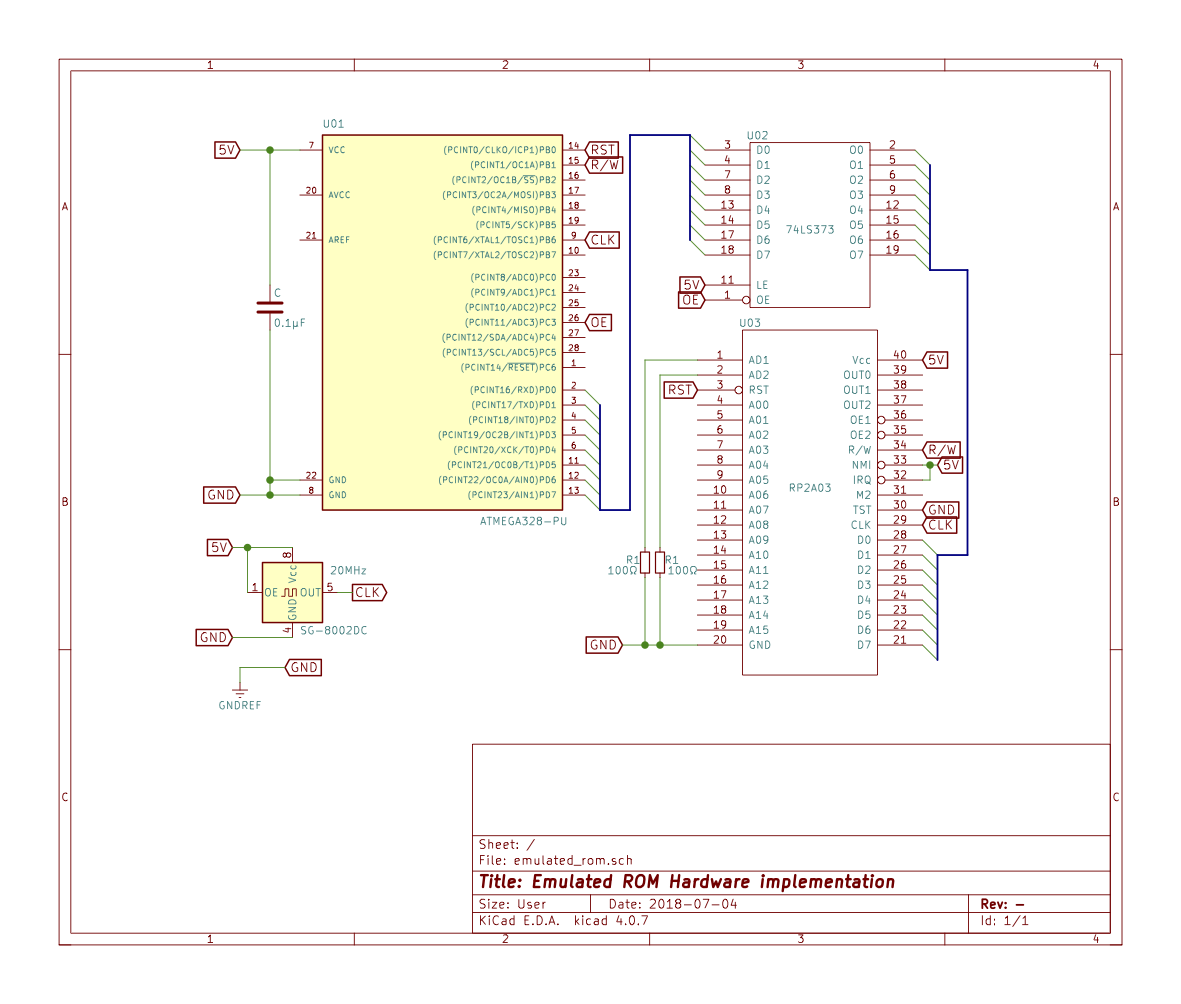 1 2 3 4
A A
B B
C C
1 2 3 4
U01
5V
7 VCC
20 AVCC
21 AREF
C
0.1µF
22 GND
GND
8 GND
(PCINT0/CLKO/ICP1)PB0 14 RST
(PCINT1/OC1A)PB1 15 R/W
(PCINT2/OC1B/SS)PB2 16
(PCINT3/OC2A/MOSI)PB3 17
(PCINT4/MISO)PB4 18
(PCINT5/SCK)PB5 19
(PCINT6/XTAL1/TOSC1)PB6 9 CLK
(PCINT7/XTAL2/TOSC2)PB7 10
(PCINT8/ADC0)PC0 23
(PCINT9/ADC1)PC1 24
(PCINT10/ADC2)PC2 25
(PCINT11/ADC3)PC3 26 OE
(PCINT12/SDA/ADC4)PC4 27
(PCINT13/SCL/ADC5)PC5 28
(PCINT14/RESET)PC6 1
(PCINT16/RXD)PD0 2
(PCINT17/TXD)PD1 3
(PCINT18/INT0)PD2 4
(PCINT19/OC2B/INT1)PD3 5
(PCINT20/XCK/T0)PD4 6
(PCINT21/OC0B/T1)PD5 11
(PCINT22/OC0A/AIN0)PD6 12
(PCINT23/AIN1)PD7 13
ATMEGA328-PU
U02
3 D0 O0 2
4 D1 O1 5
7 D2 O2 6
8 D3 O3 9
13 D4 O4 12
14 D5 O5 15
17 D6 O6 16
18 D7 O7 19
74LS373
5V 11 LE
OE 1 OE
U03
1 AD1 Vcc 40 5V
2 AD2 OUT0 39
RST 3 RST OUT1 38
4 A00 OUT2 37
5 A01 OE1 36
6 A02 OE2 35
7 A03 R/W 34 R/W
8 A04 NMI 33 5V
9 A05 IRQ 32
10 A06 M2 31
11 A07 TST 30 GND
12 A08 CLK 29 CLK
13 A09 D0 28
14 A10 D1 27
15 A11 D2 26
16 A12 D3 25
17 A13 D4 24
18 A14 D5 23
19 A15 D6 22
GND 20 GND D7 21
RP2A03
R1 R1
100Ω 100Ω
5V
8
Vcc
20MHz
1 OE OUT 5 CLK
GND
4
SG-8002DC
GND
GND
GNDREF
Sheet: /
File: emulated_rom.sch
Title: Emulated ROM Hardware implementation
Size: User Date: 2018-07-04 Rev: -
KiCad E.D.A. kicad 4.0.7 Id: 1/1